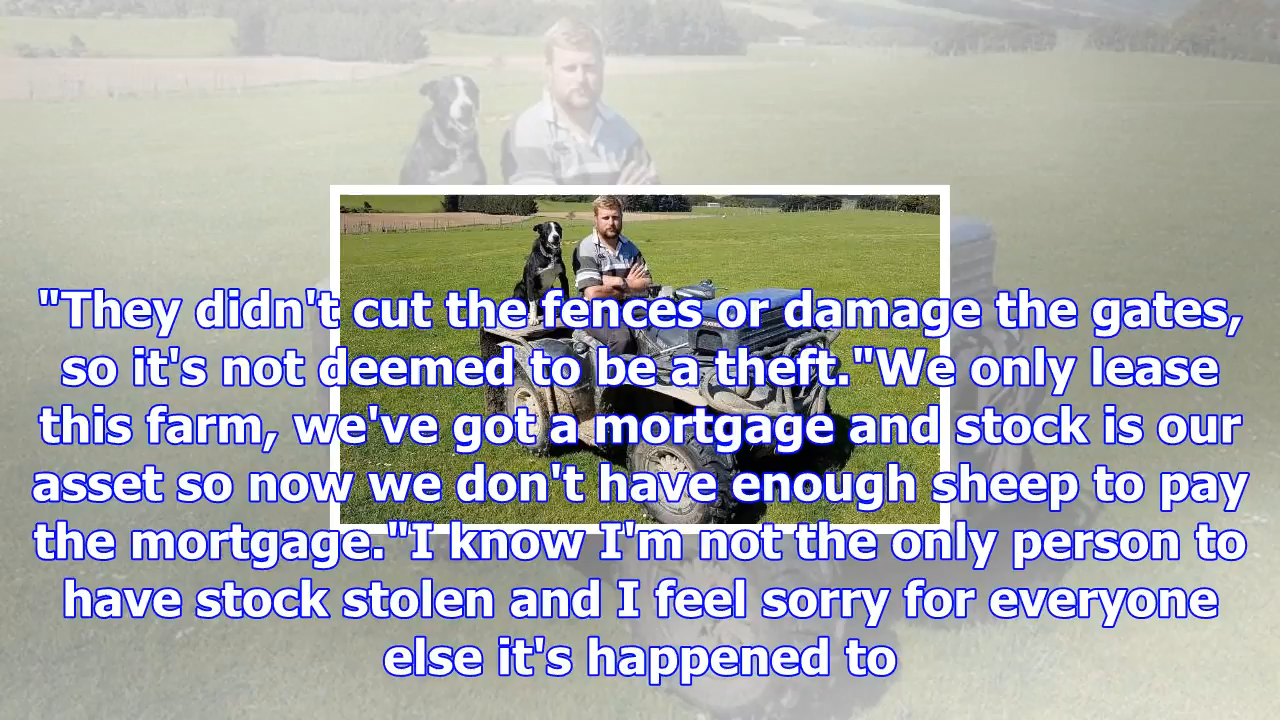 "They didn't cut the fences or damage the gates,
so it's not deemed to be a theft."We only lease
this farm, we've got a mortgage and stock is our
asset so now we don't have enough sheep to pay
the mortgage."I know I'm not the only person to
have stock stolen and I feel sorry for everyone
else it's happened to